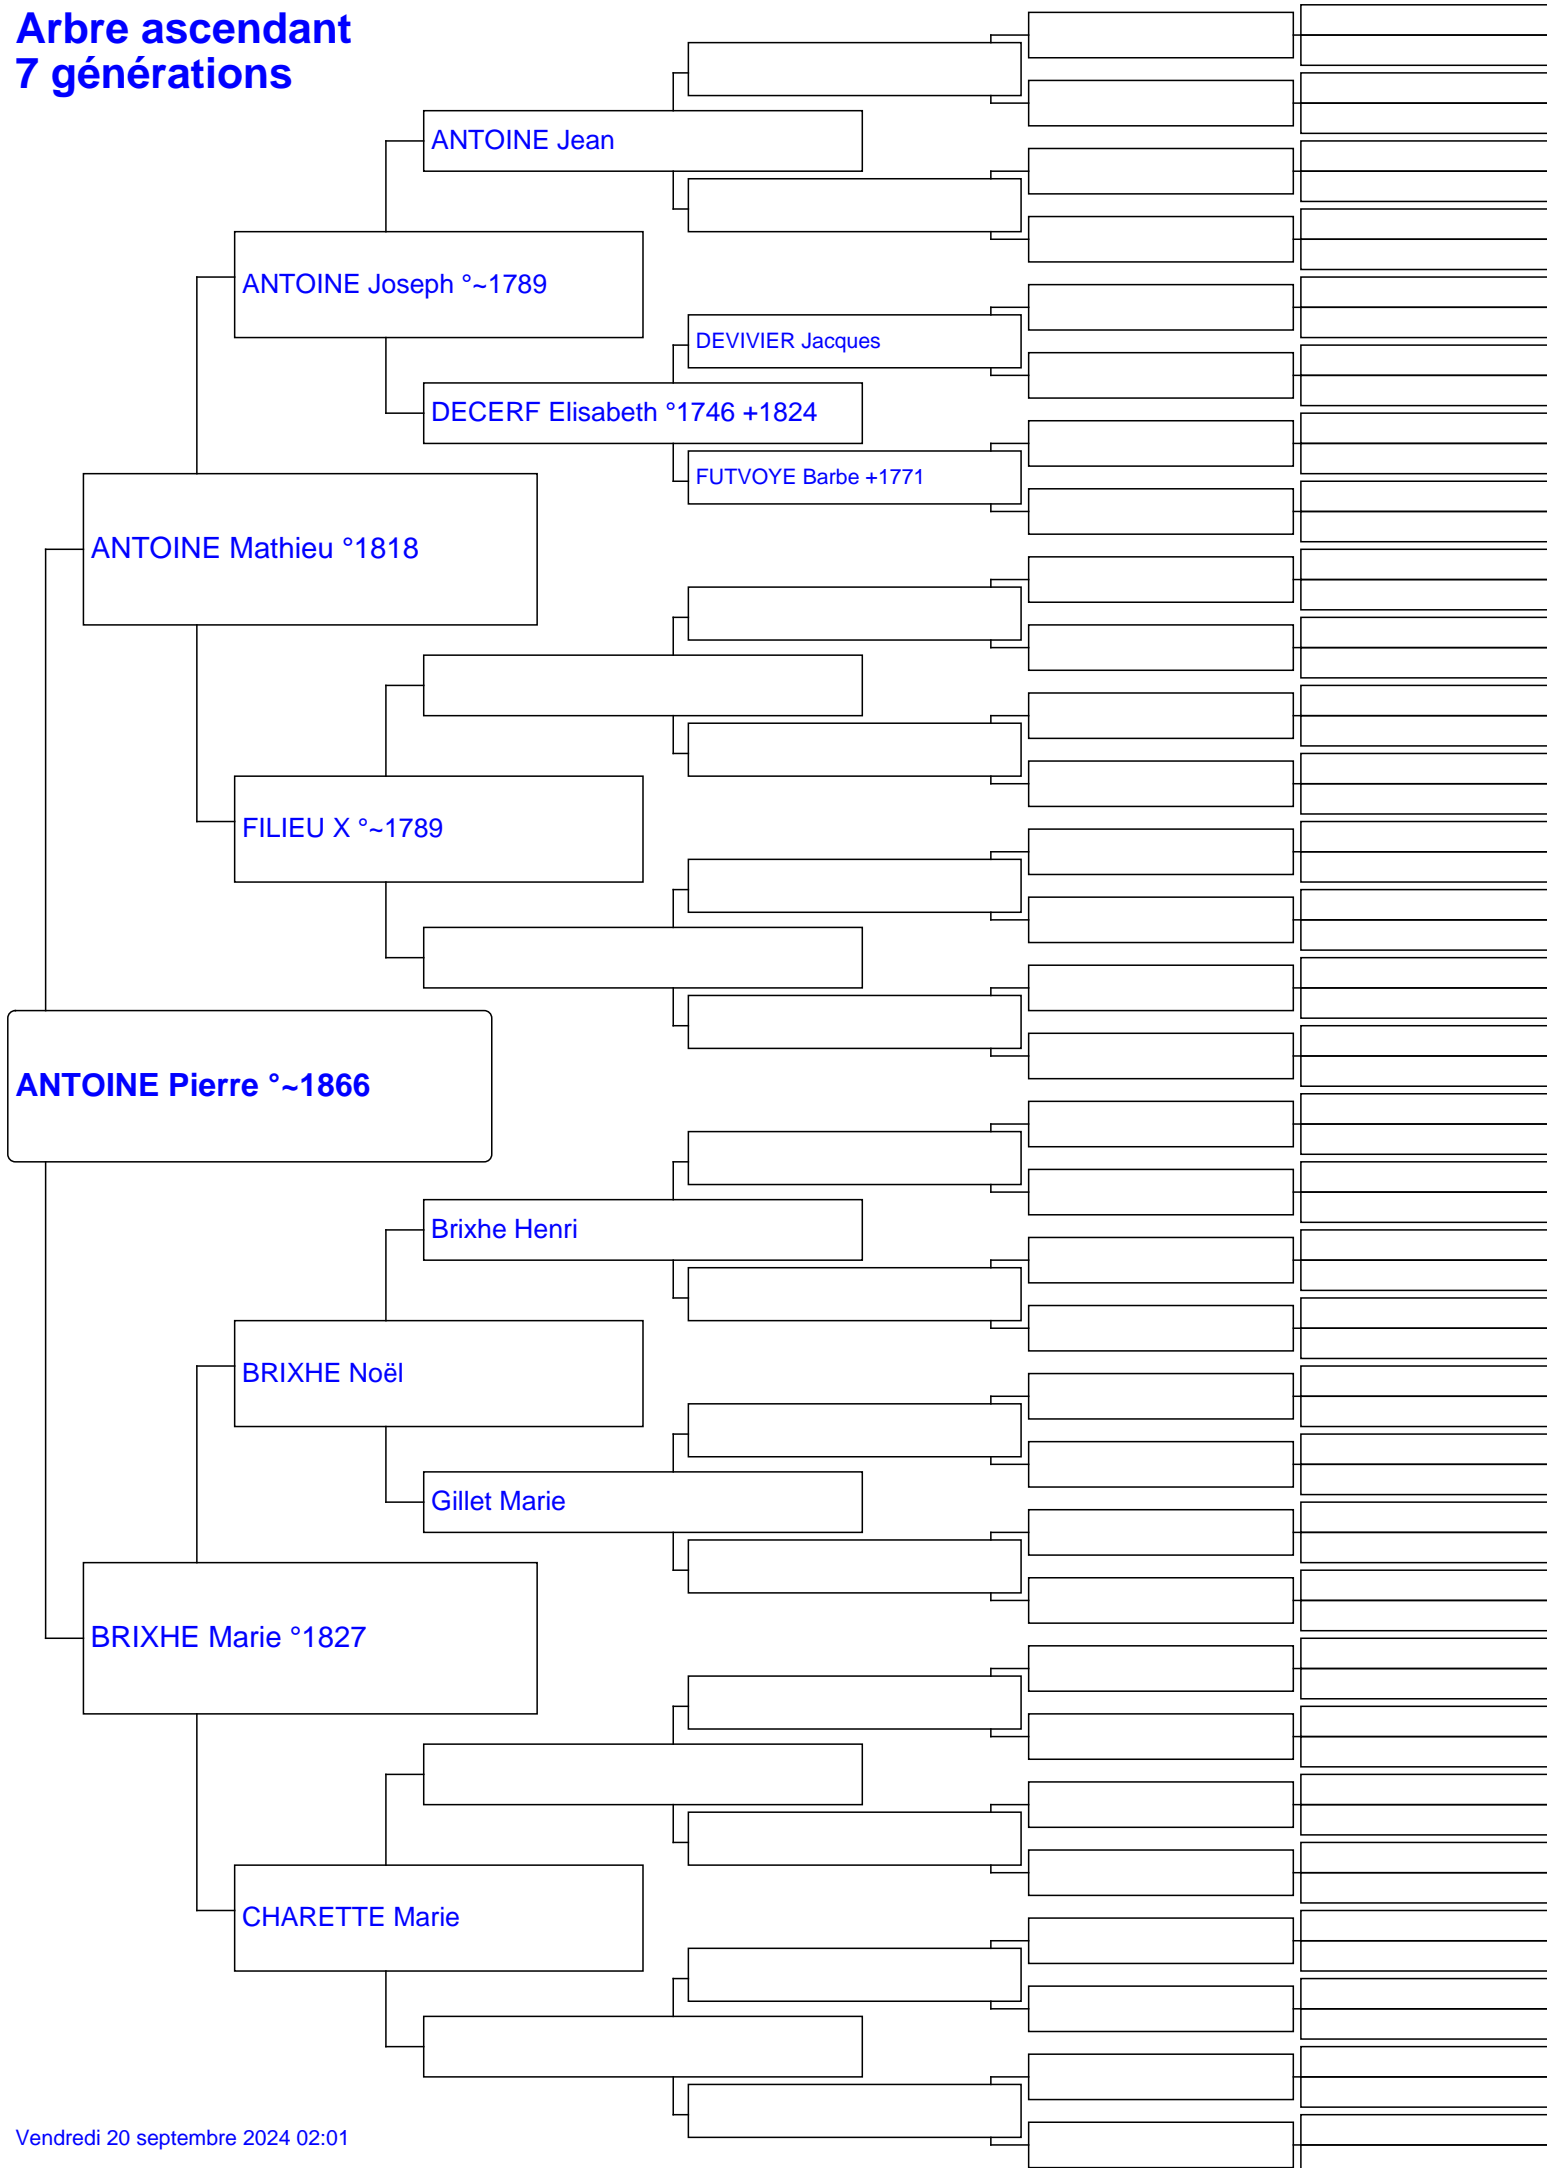 Arbre ascendant
7 générations
ANTOINE Jean
ANTOINE Joseph °~1789
DEVIVIER Jacques
DECERF Elisabeth °1746 +1824
FUTVOYE Barbe +1771
ANTOINE Mathieu °1818
FILIEU X °~1789
ANTOINE Pierre °~1866
Brixhe Henri
BRIXHE Noël
Gillet Marie
BRIXHE Marie °1827
CHARETTE Marie
Vendredi 20 septembre 2024 02:01